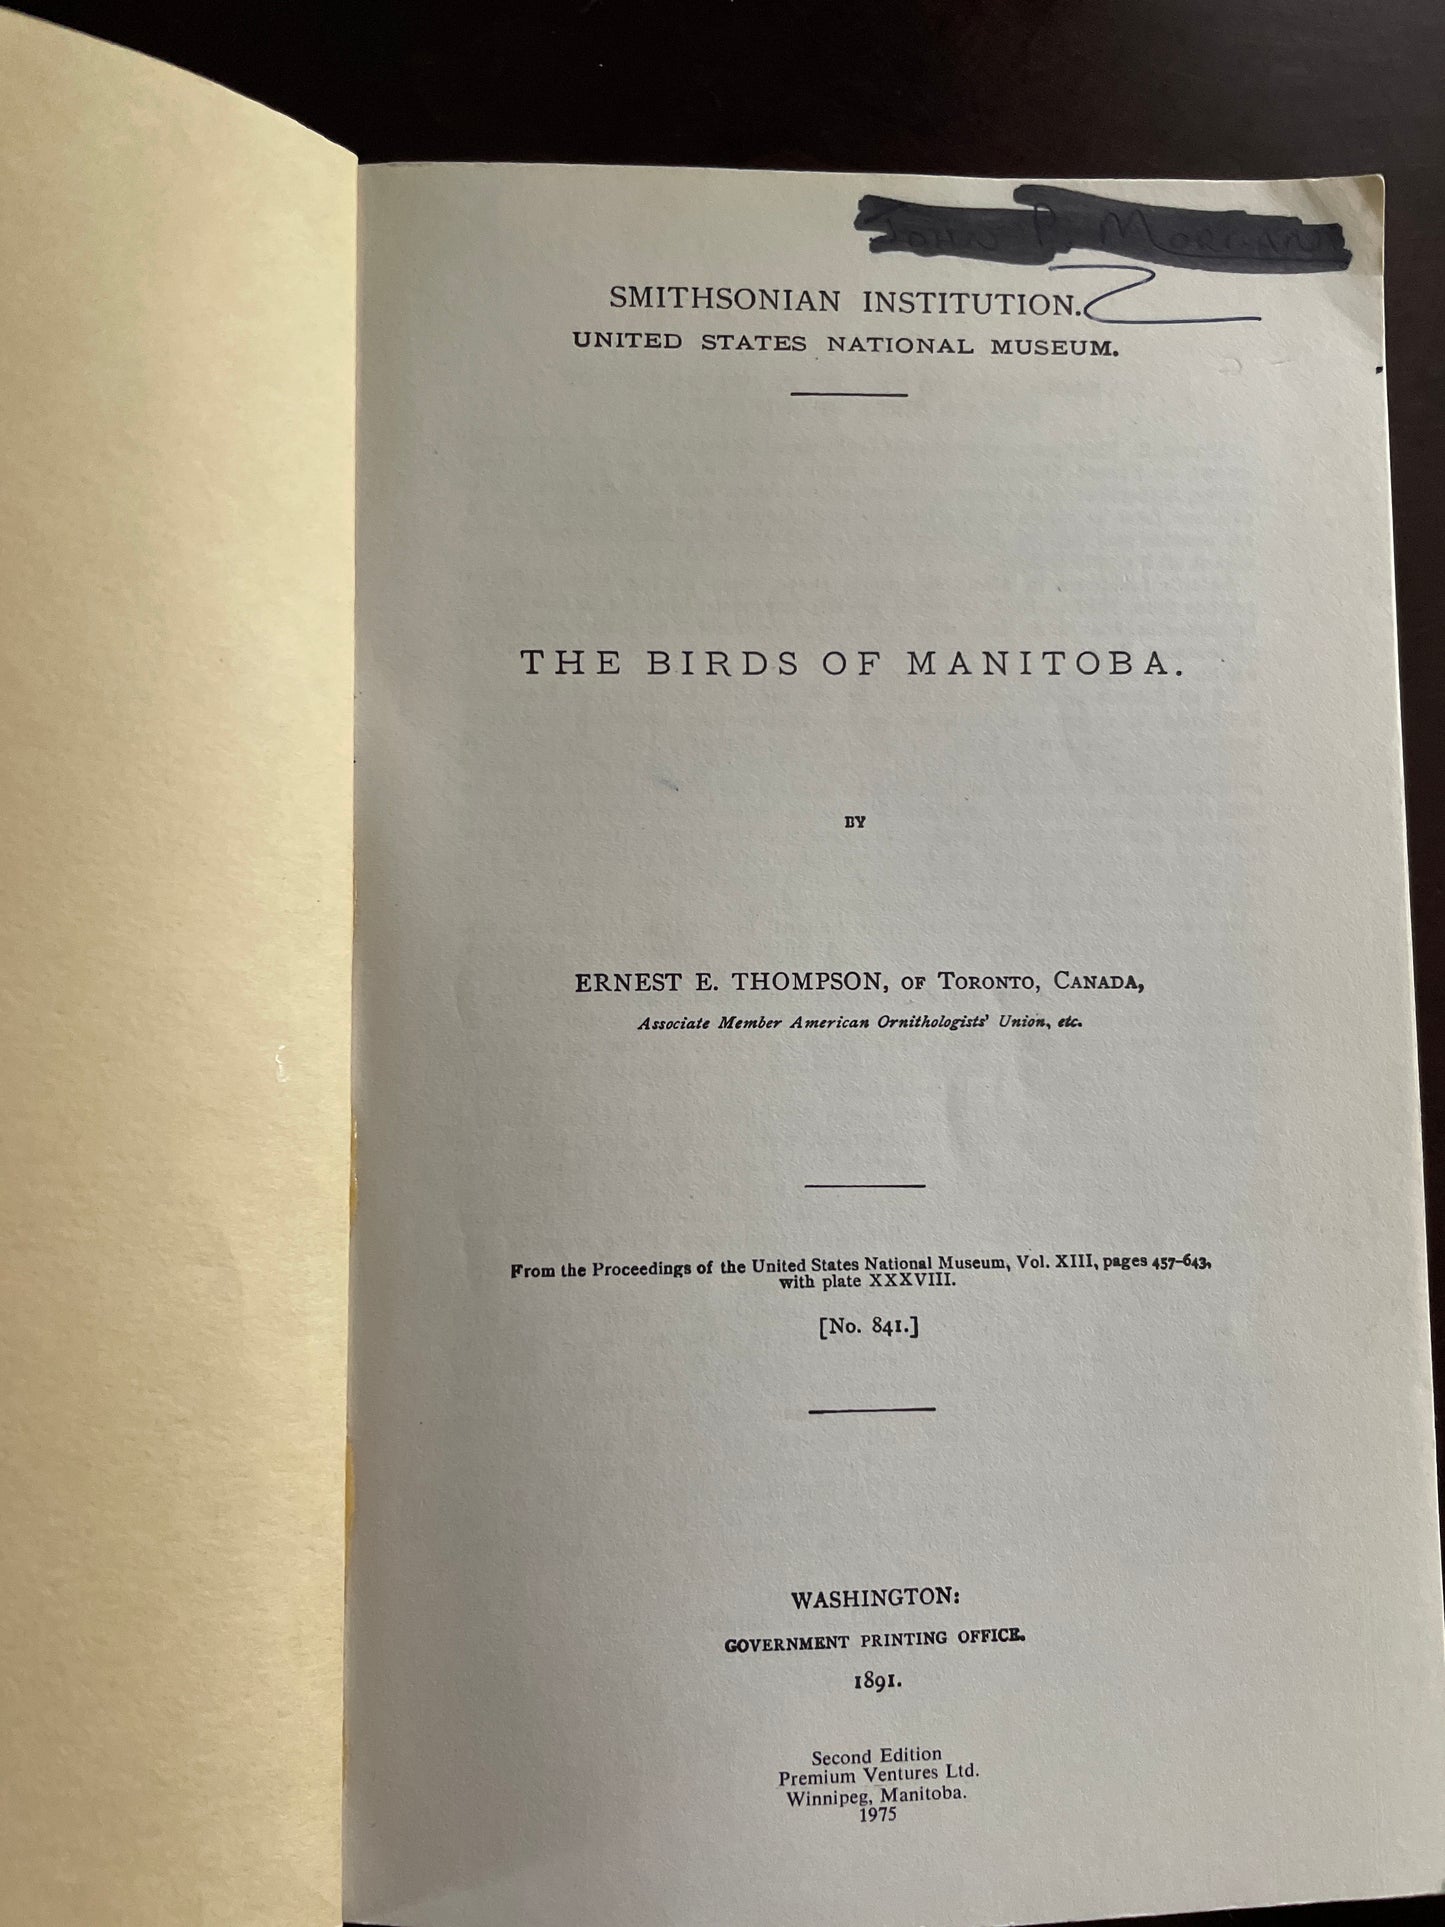 John P. Morgan
SMITHSONIAN INSTITUTION.
UNITED STATES NATIONAL MUSEUM.
THE BIRDS OF MANITOBA.
BY
ERNEST E. THOMPSON, OF TORONTO, CANADA,
Associate Member American Ornithologists' Union, etc.
From the Proceedings of the United States National Museum, Vol. XIII, pages 457–643,
with plate XXXVIII.
[No. 841.]
WASHINGTON:
GOVERNMENT PRINTING OFFICE.
1891.
Second Edition
Premium Ventures Ltd.
Winnipeg, Manitoba.
1975